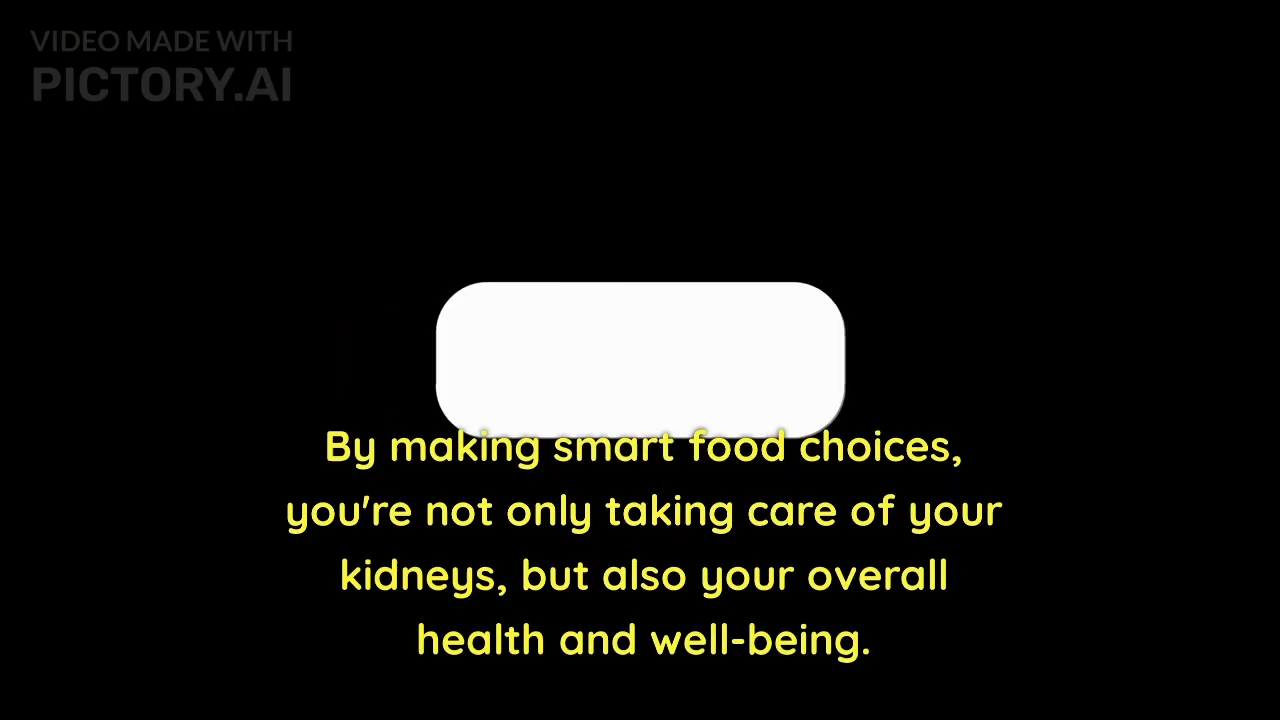 VIDEO MADE WITH
PICTORY.AI
By making smart food choices,
you're not only taking care of your
kidneys, but also your overall
health and well-being.